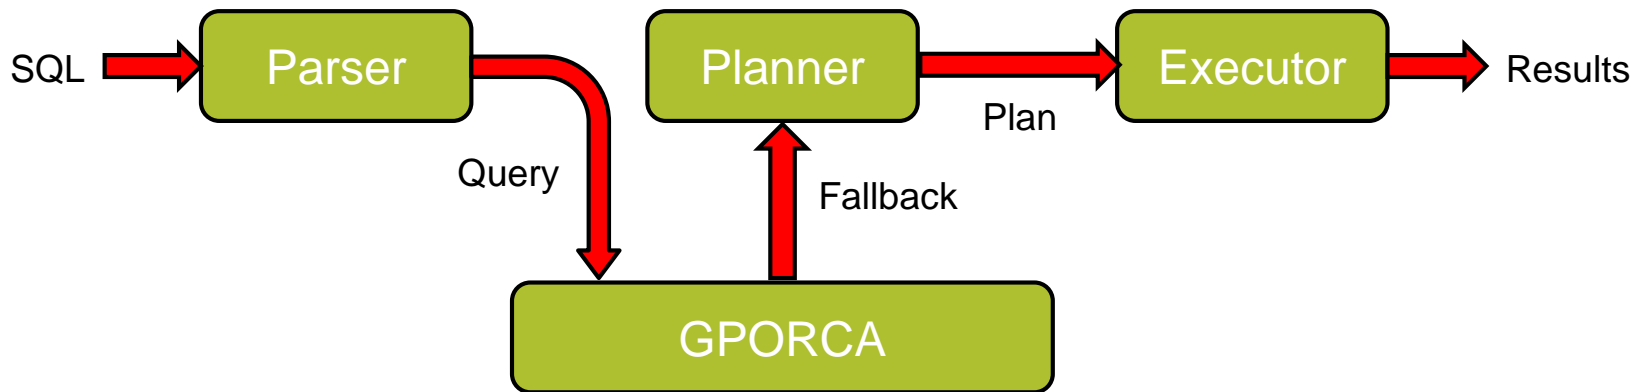 SQL
Parser
Planner
Executor
Results
Plan
Query
Fallback
GPORCA